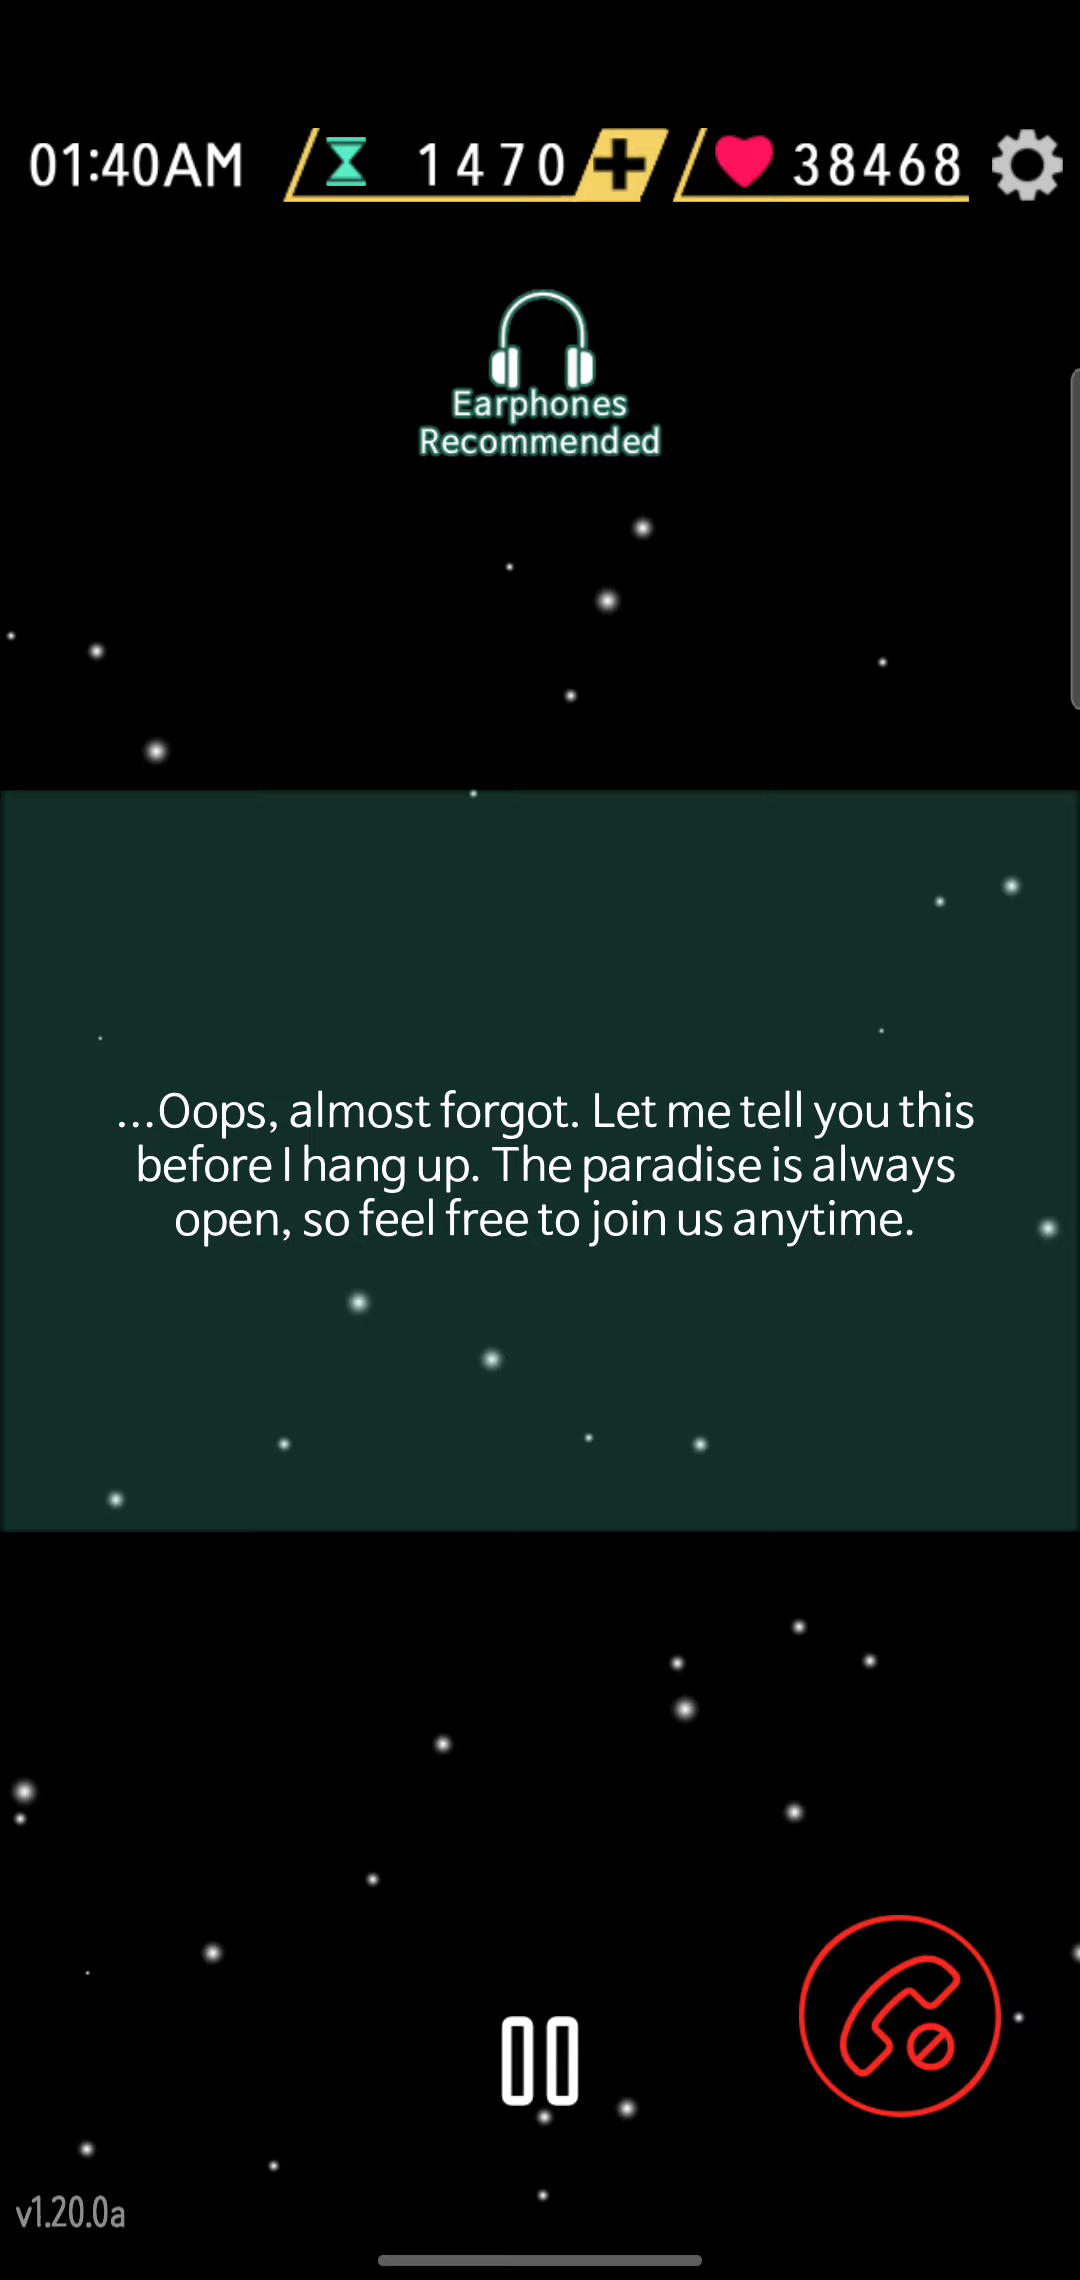 01:40AM 1470 38468
Earphones
Recommended
...Oops, almost forgot. Let me tell you this
before I hang up. The paradise is always
open, so feel free to join us anytime.
v1.20.0a